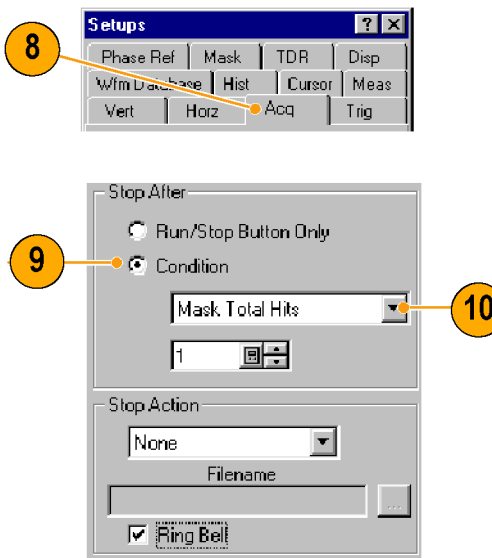 Setups ? ×
8
Phase Ref Mask TDR Disp
Wfm Database Hist Cursor Meas
Vert Horz Acq Trig
Stop After
Run/Stop Button Only
9
Condition
Mask Total Hits
10
1
Stop Action
None
Filename
...
Ring Bell